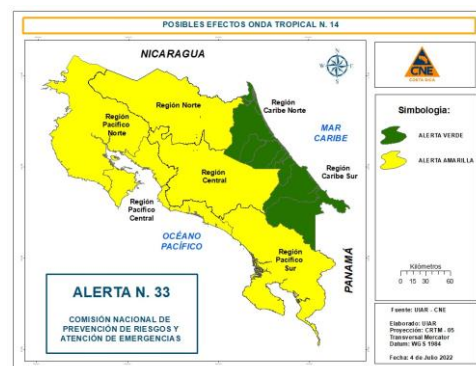 POSIBLES EFECTOS ONDA TROPICAL N. 14
NICARAGUA
Región Norte
Región
Caribe Norte
Región
Pacífico
Norte
MAR
CARIBE
Región
Central
Región
Caribe Sur
Región
Pacífico
Central
OCÉANO
PACÍFICO
Región
Pacífico
Sur
PANAMÁ
ALERTA N. 33
COMISIÓN NACIONAL DE
PREVENCIÓN DE RIESGOS Y
ATENCIÓN DE EMERGENCIAS
CNE
COSTA RICA
Simbología:
ALERTA VERDE
ALERTA AMARILLA
Kilómetros
0 15 30 60
Fuente: UIAR - CNE
Elaborado: UIAR
Proyección: CRTM - 05
Transversal Mercator
Datum: WGS 1984
Fecha: 4 de Julio 2022